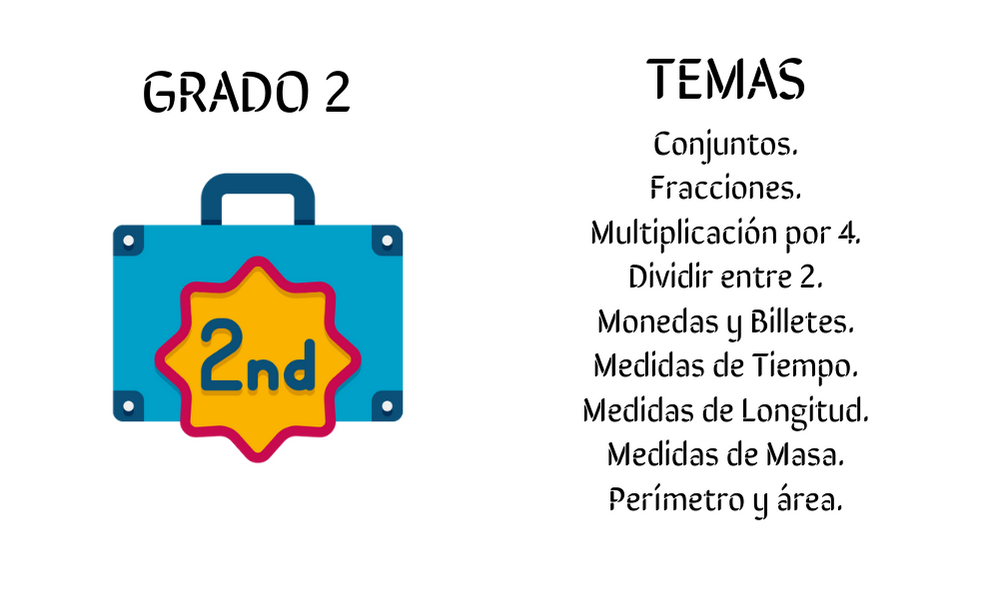 GRADO 2
2nd
TEMAS
Conjuntos.
Fracciones.
Multiplicación por 4.
Dividir entre 2.
Monedas y Billetes.
Medidas de Tiempo.
Medidas de Longitud.
Medidas de Masa.
Perímetro y área.